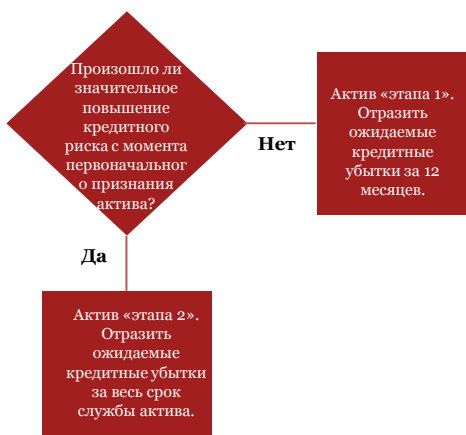 Произошло ли
значительное
повышение
кредитного
риска с момента
первоначальног
о признания
актива?
Нет
Актив «этапа 1».
Отразить
ожидаемые
кредитные
убытки за 12
месяцев.
Да
Актив «этапа 2».
Отразить
ожидаемые
кредитные убытки
за весь срок
службы актива.